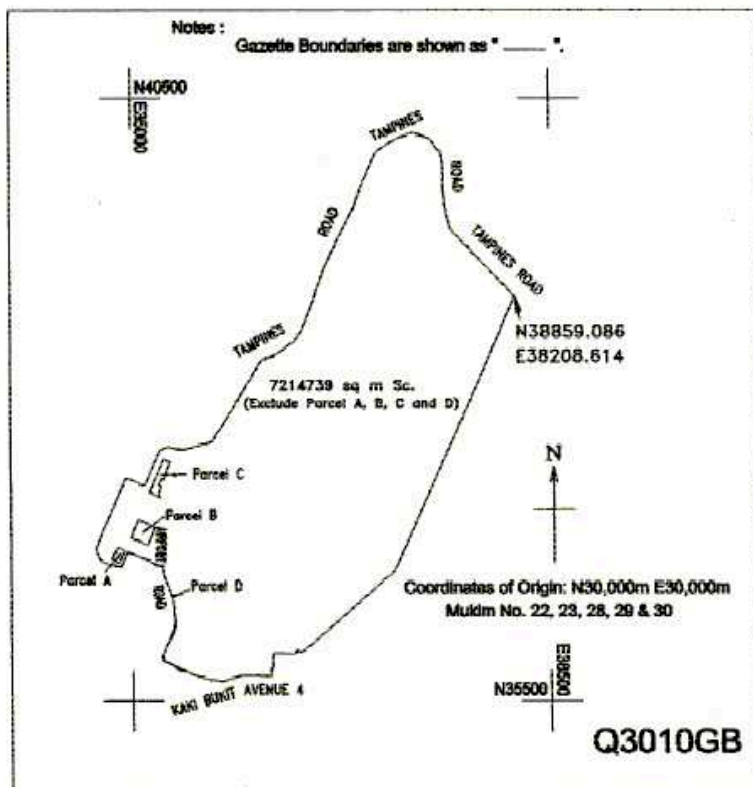 Notes :
Gazette Boundaries are shown as " —— ".
N40500
E35000
TAMPINES
ROAD
ROAD
TAMPINES ROAD
TAMPINES
N38859.086
E38208.614
7214739 sq m Sc.
(Exclude Parcel A, B, C and D)
Parcel C
N
Parcel B
AIRPORT
Parcel A
ROAD
Parcel D
Coordinates of Origin: N30,000m E30,000m
Mukim No. 22, 23, 28, 29 & 30
KAKI BUKIT AVENUE 4
N35500
E38500
Q3010GB